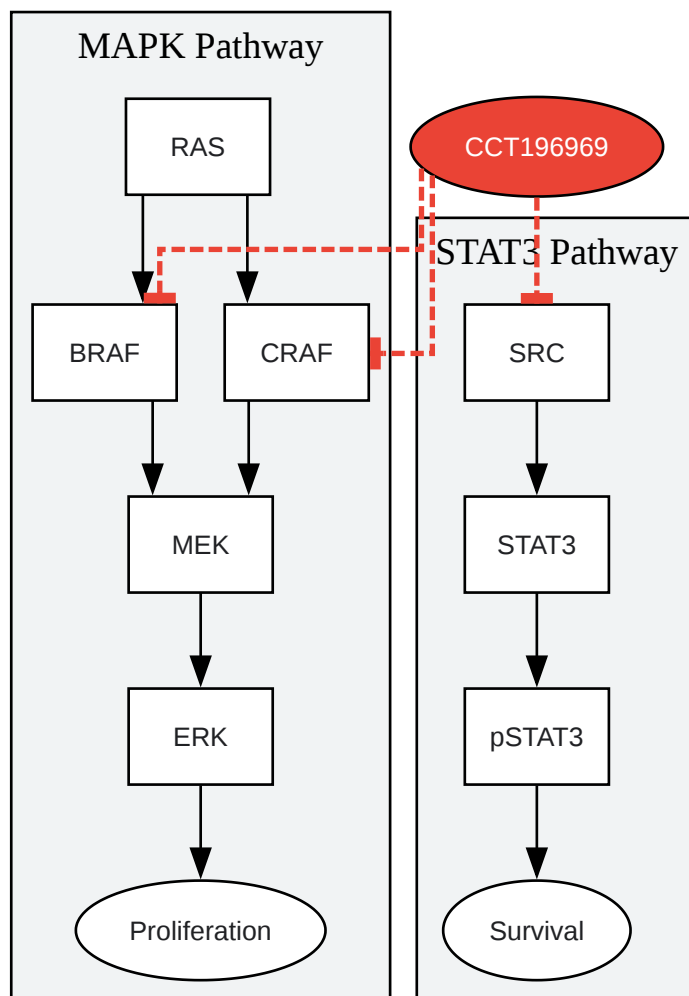 MAPK Pathway
RAS
CCT196969
STAT3 Pathway
BRAF
CRAF
SRC
MEK
STAT3
ERK
pSTAT3
Proliferation
Survival